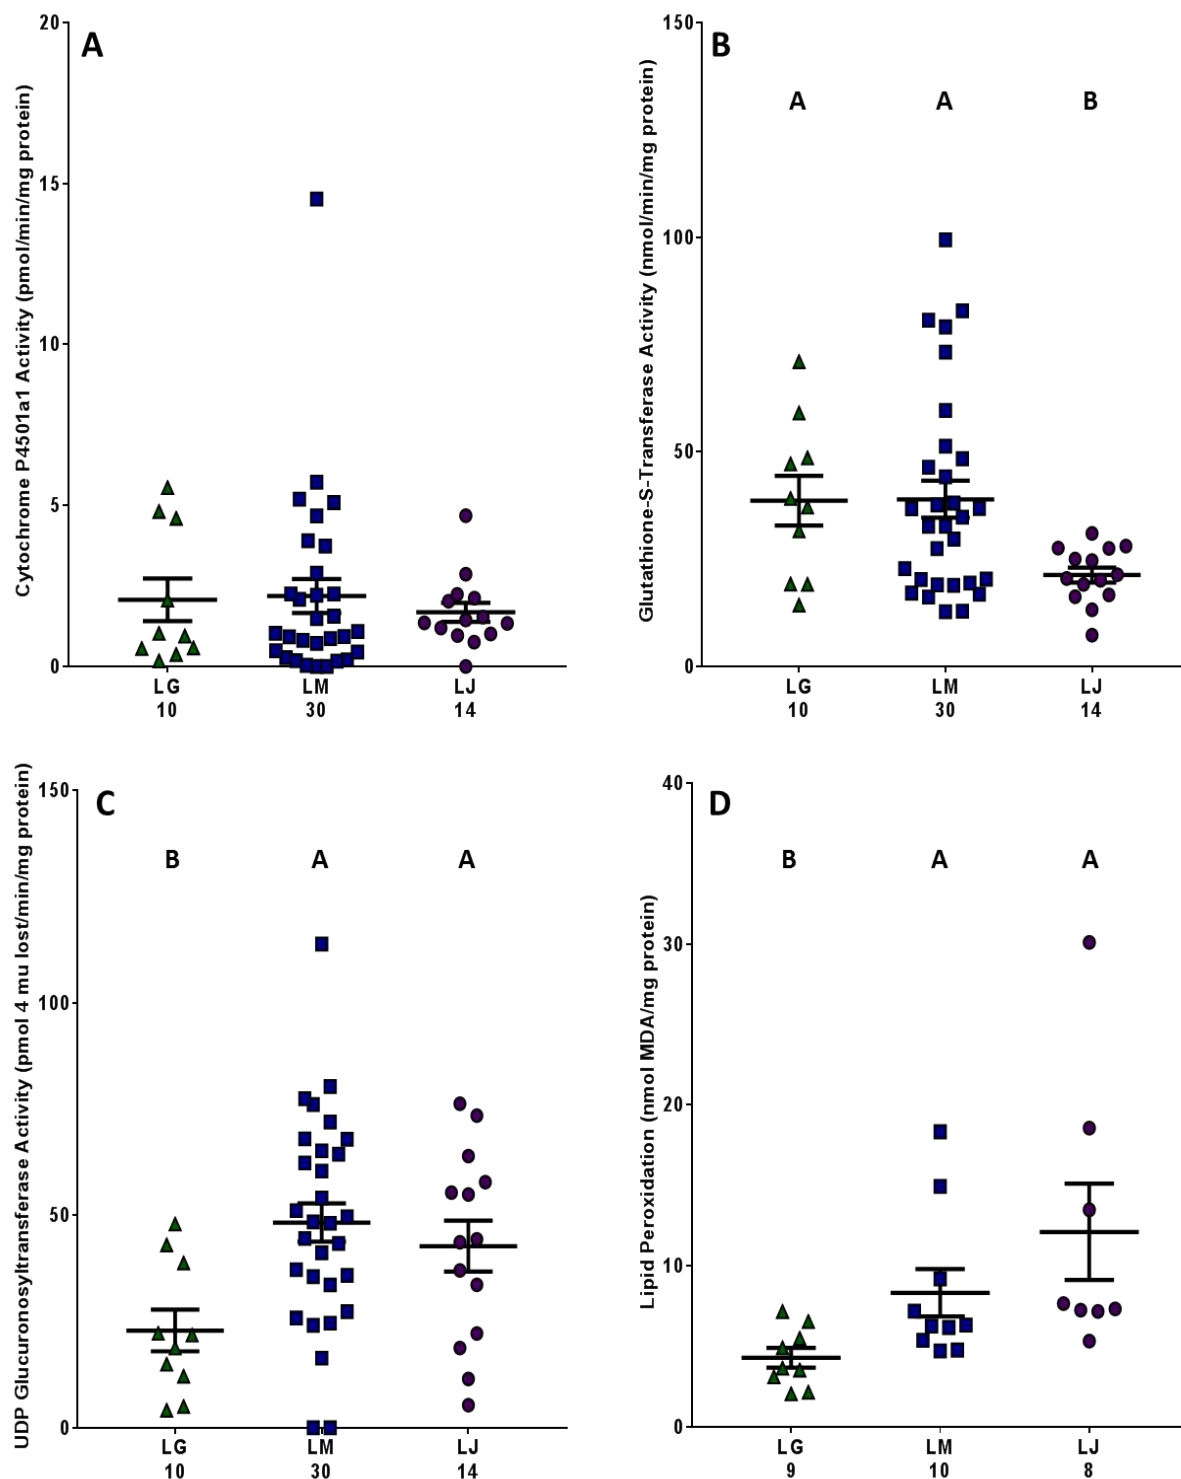 A
Cytochrome P4501a1 Activity (pmol/min/mg protein)
20
15
10
5
0
LG LM LJ
10 30 14
B
Glutathione-S-Transferase Activity (nmol/min/mg protein)
150
100
50
0
A A B
LG LM LJ
10 30 14
C
UDP Glucuronosyltransferase Activity (pmol 4 mu lost/min/mg protein)
150
100
50
0
B A A
LG LM LJ
10 30 14
D
Lipid Peroxidation (nmol MDA/mg protein)
40
30
20
10
0
B A A
LG LM LJ
9 10 8